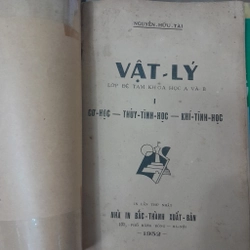 NGUYỄN HỮU TÀI
VẬT-LÝ
LỚP ĐỆ TAM KHOA HỌC A VÀ B
I
CƠ-HỌC — THỦY-TĨNH-HỌC — KHÍ-TĨNH-HỌC
NHÀ IN BẮC-THÀNH XUẤT-BẢN